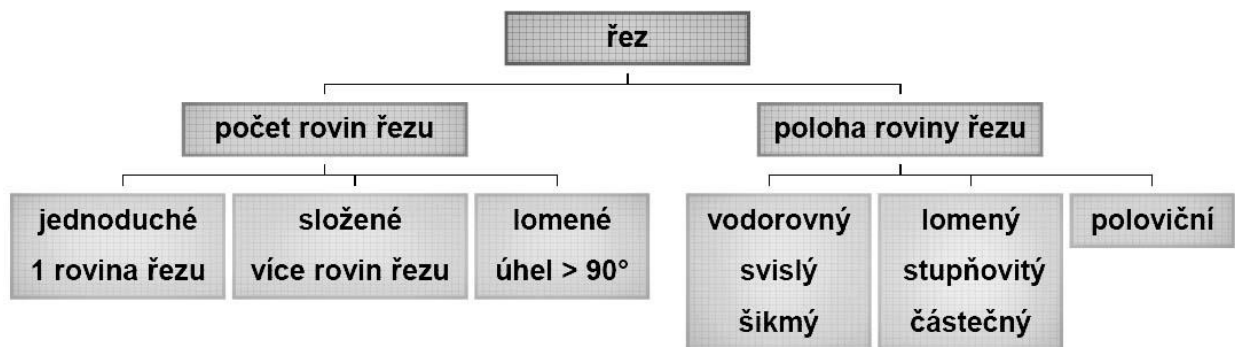 řez
počet rovin řezu
poloha roviny řezu
jednoduché
1 rovina řezu
složené
více rovin řezu
lomené
úhel > 90°
vodorovný
svislý
šikmý
lomený
stupňovitý
částečný
poloviční